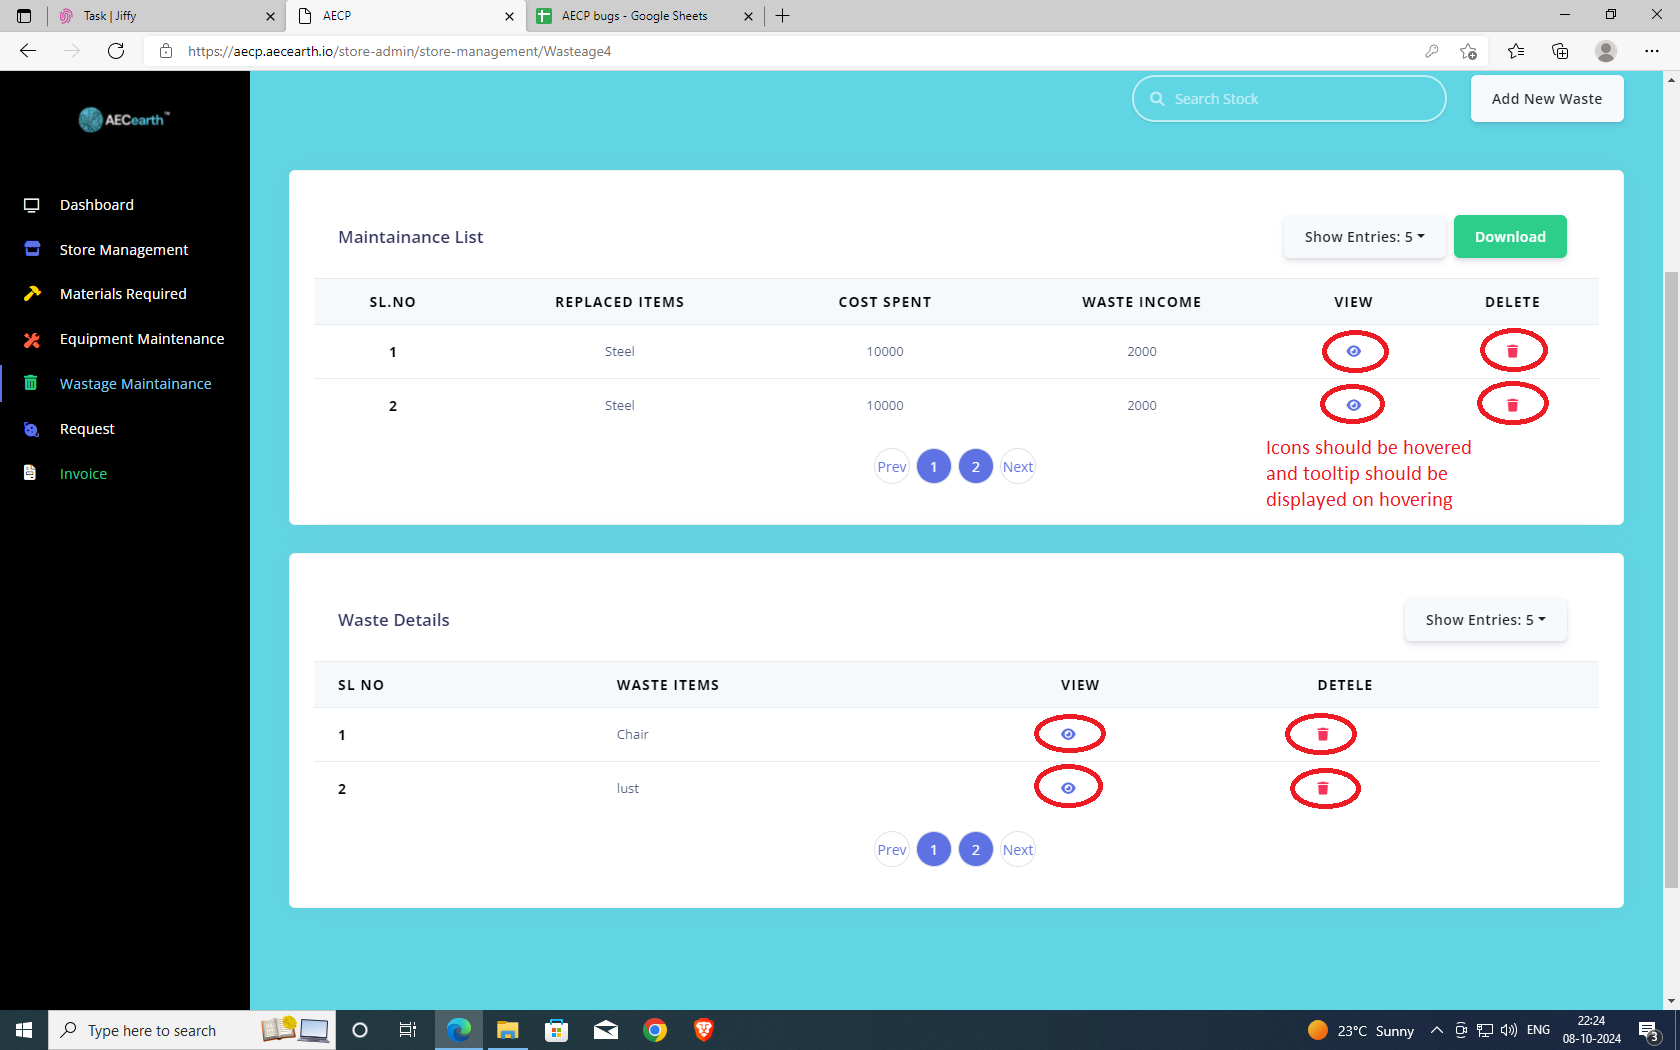 Task | Jiffy
AECP
AECP bugs - Google Sheets
https://aecp.aecearth.io/store-admin/store-management/Wasteage4
AECearth™
Search Stock
Add New Waste
Dashboard
Store Management
Materials Required
Equipment Maintenance
Wastage Maintainance
Request
Invoice
Maintainance List
Show Entries: 5
Download
SL.NO REPLACED ITEMS COST SPENT WASTE INCOME VIEW DELETE
1 Steel 10000 2000
2 Steel 10000 2000
Prev 1 2 Next
Icons should be hovered
and tooltip should be
displayed on hovering
Waste Details
Show Entries: 5
SL NO WASTE ITEMS VIEW DETELE
1 Chair
2 lust
Prev 1 2 Next
Type here to search
23°C Sunny
ENG
22:24
08-10-2024
3